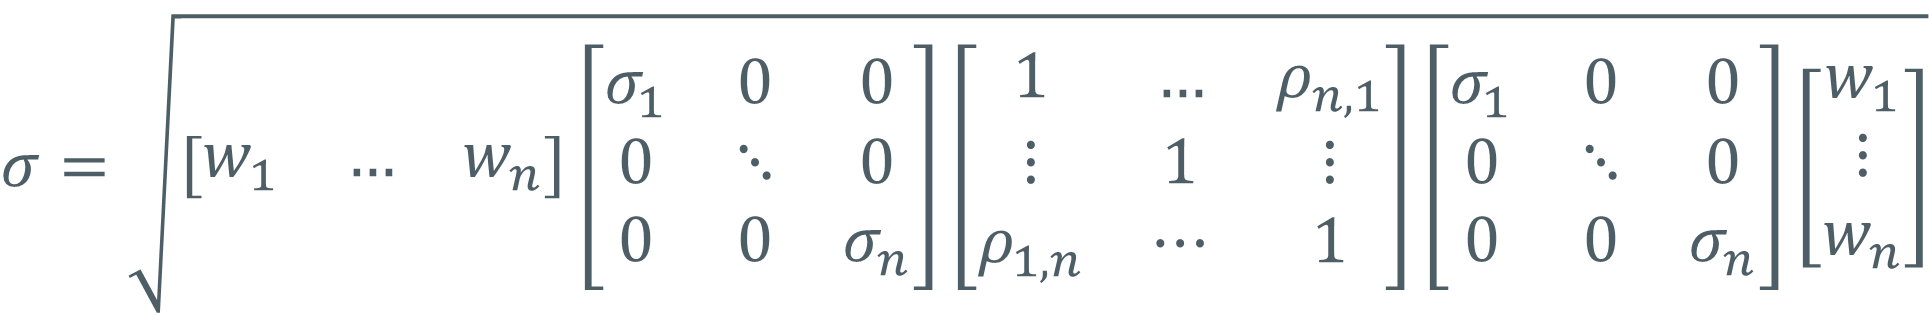 σ = √ [w₁ … wₙ] [σ₁ 0 0; 0 ⋱ 0; 0 0 σₙ] [1 … ρₙ,₁; ⋮ 1 ⋮; ρ₁,ₙ ⋯ 1] [σ₁ 0 0; 0 ⋱ 0; 0 0 σₙ] [w₁; ⋮; wₙ]